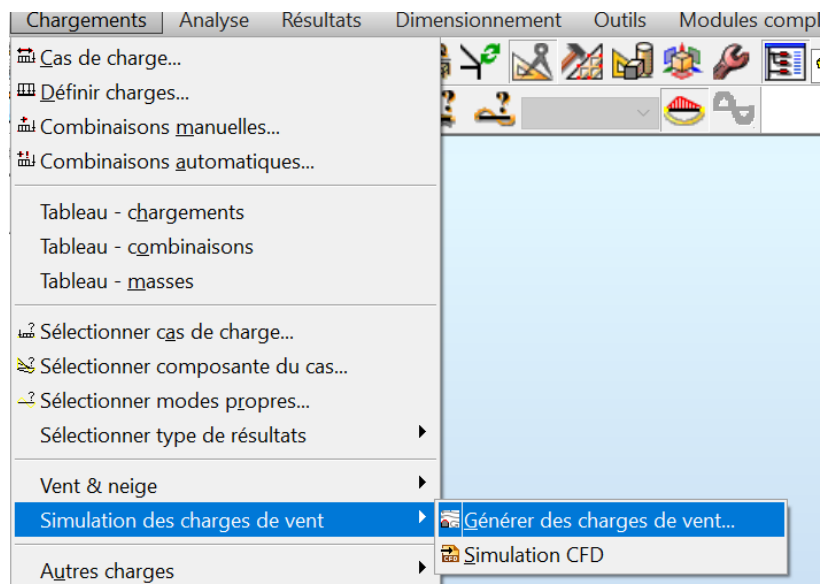 Chargements Analyse Résultats Dimensionnement Outils Modules compl
Cas de charge...
Définir charges...
Combinaisons manuelles...
Combinaisons automatiques...
Tableau - chargements
Tableau - combinaisons
Tableau - masses
Sélectionner cas de charge...
Sélectionner composante du cas...
Sélectionner modes propres...
Sélectionner type de résultats
Vent & neige
Simulation des charges de vent
Générer des charges de vent...
Simulation CFD
Autres charges